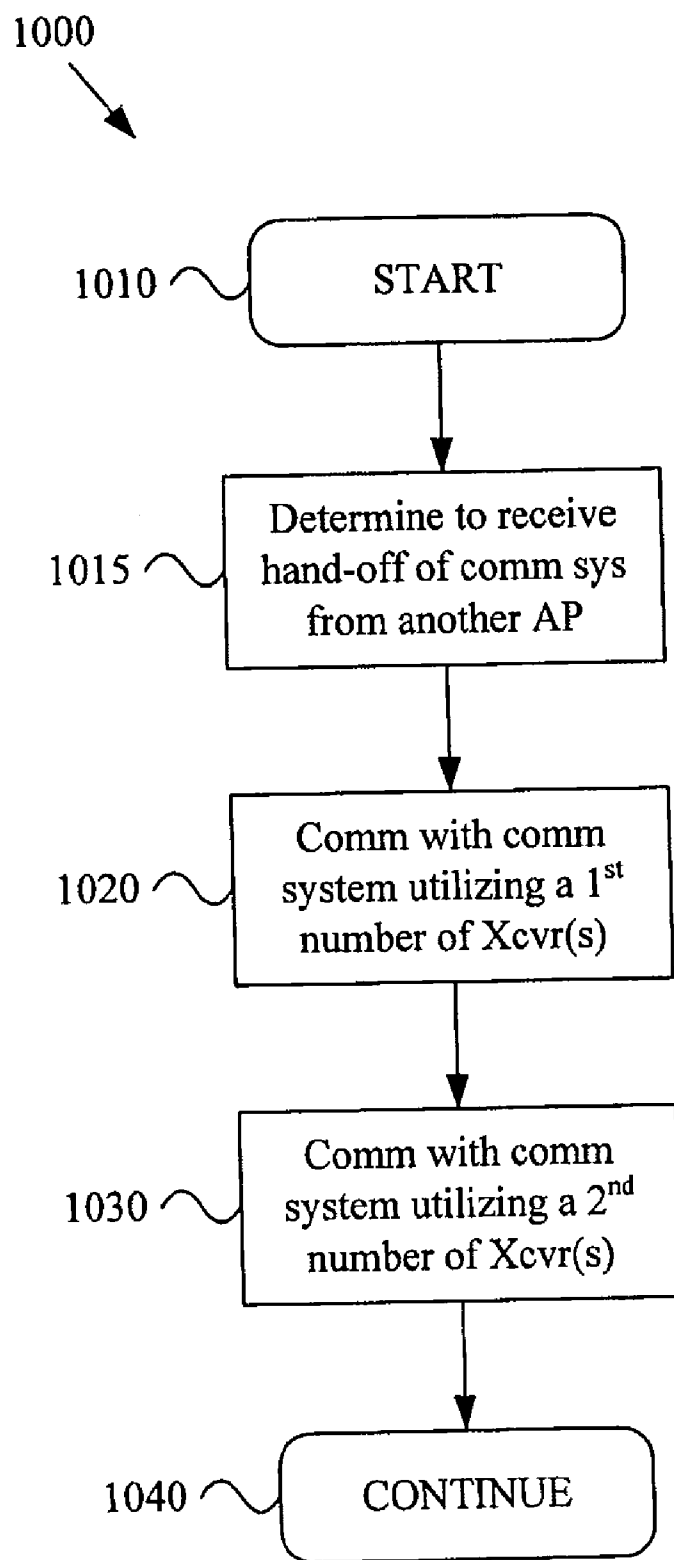 1000
1010
START
1015
Determine to receive
hand-off of comm sys
from another AP
1020
Comm with comm
system utilizing a 1st
number of Xcvr(s)
1030
Comm with comm
system utilizing a 2nd
number of Xcvr(s)
1040
CONTINUE